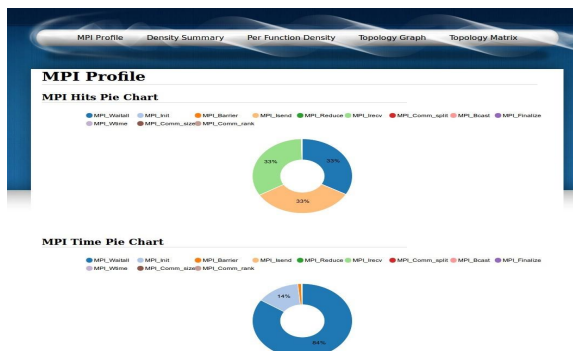 MPI Profile Density Summary Per Function Density Topology Graph Topology Matrix
MPI Profile
MPI Hits Pie Chart
MPI_Waitall MPI_Init MPI_Barrier MPI_Isend MPI_Reduce MPI_Irecv MPI_Comm_split MPI_Bcast MPI_Finalize
MPI_Wtime MPI_Comm_size MPI_Comm_rank
33% 33%
33%
MPI Time Pie Chart
MPI_Waitall MPI_Init MPI_Barrier MPI_Isend MPI_Reduce MPI_Irecv MPI_Comm_split MPI_Bcast MPI_Finalize
MPI_Wtime MPI_Comm_size MPI_Comm_rank
14%
84%